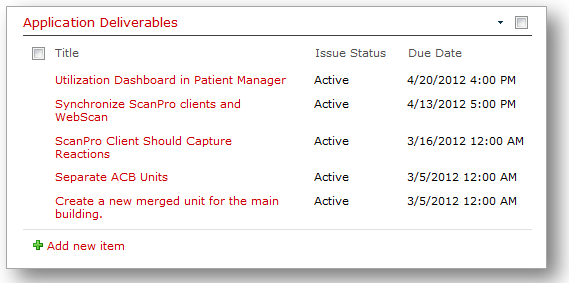 Application Deliverables
Title Issue Status Due Date
Utilization Dashboard in Patient Manager Active 4/20/2012 4:00 PM
Synchronize ScanPro clients and Active 4/13/2012 5:00 PM
WebScan
ScanPro Client Should Capture Active 3/16/2012 12:00 AM
Reactions
Separate ACB Units Active 3/5/2012 12:00 AM
Create a new merged unit for the main Active 3/5/2012 12:00 AM
building.
Add new item